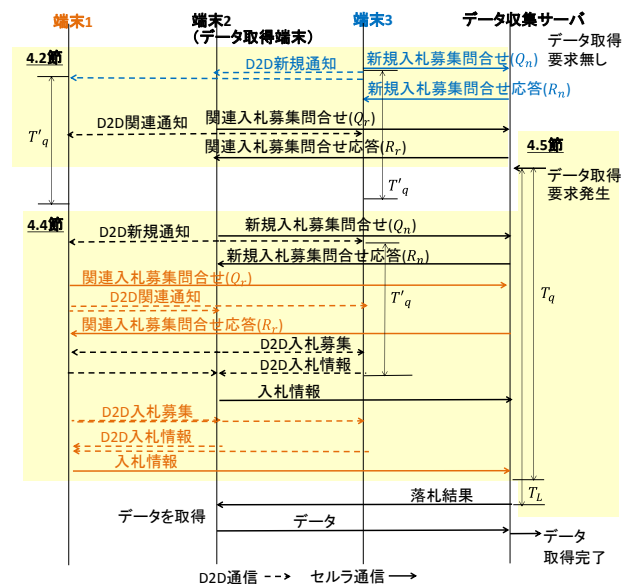 端末1
端末2
(データ取得端末)
端末3
データ収集サーバ
4.2節
データ取得
要求無し
D2D新規通知
新規入札募集問合せ(Qn)
新規入札募集問合せ応答(Rn)
関連入札募集問合せ(Qr)
D2D関連通知
T′q
関連入札募集問合せ応答(Rr)
4.5節
T′q
データ取得
要求発生
4.4節
新規入札募集問合せ(Qn)
D2D新規通知
新規入札募集問合せ応答(Rn)
関連入札募集問合せ(Qr)
D2D関連通知
T′q
Tq
関連入札募集問合せ応答(Rr)
D2D入札募集
D2D入札情報
入札情報
D2D入札募集
D2D入札情報
入札情報
落札結果
TL
データを取得
データ
データ
取得完了
D2D通信
セルラ通信